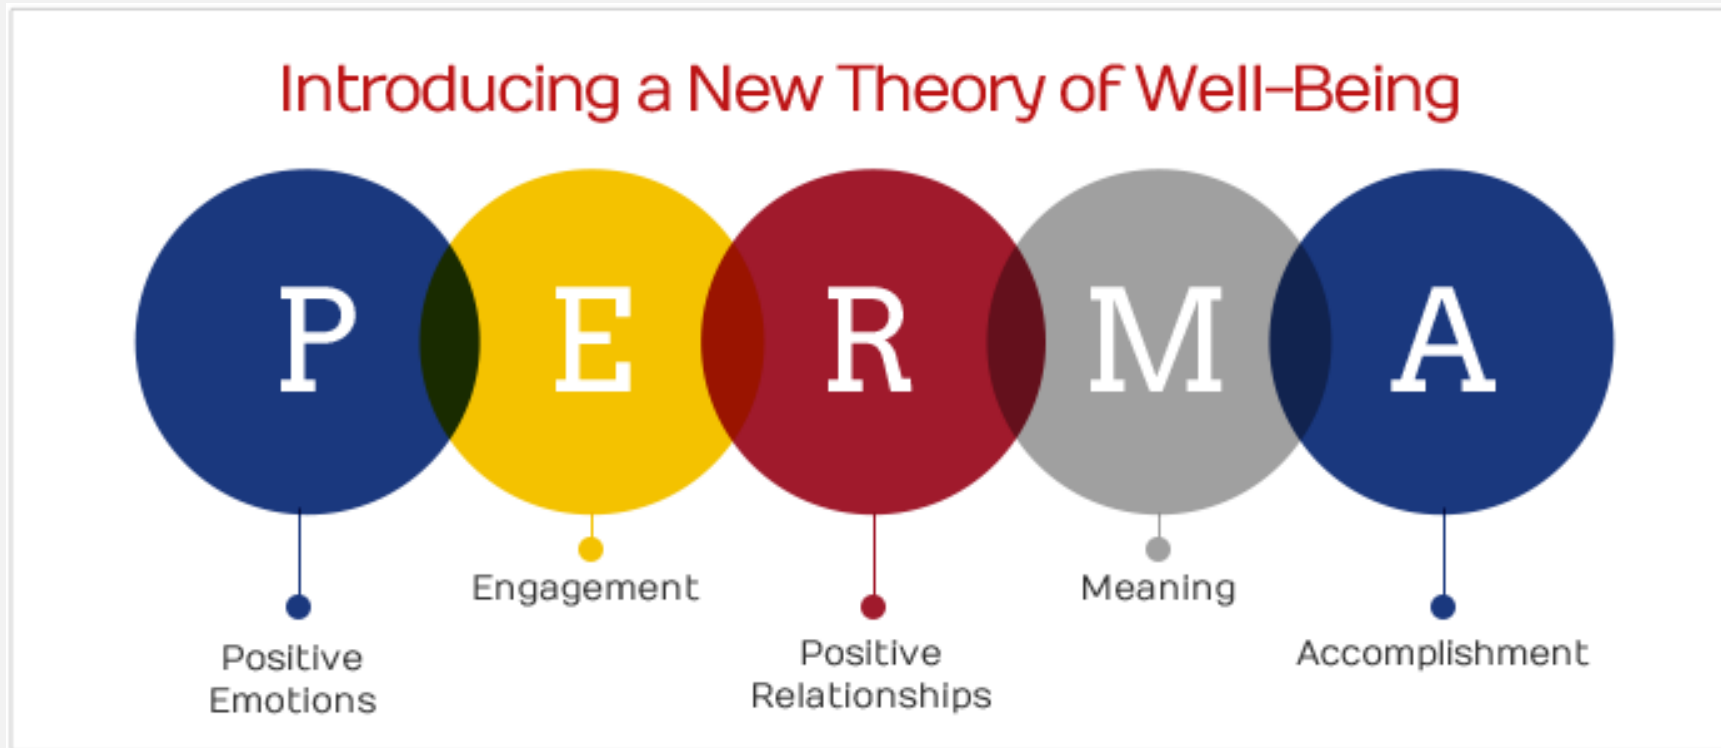 Introducing a New Theory of Well-Being
P E R M A
Positive
Emotions
Engagement
Positive
Relationships
Meaning
Accomplishment